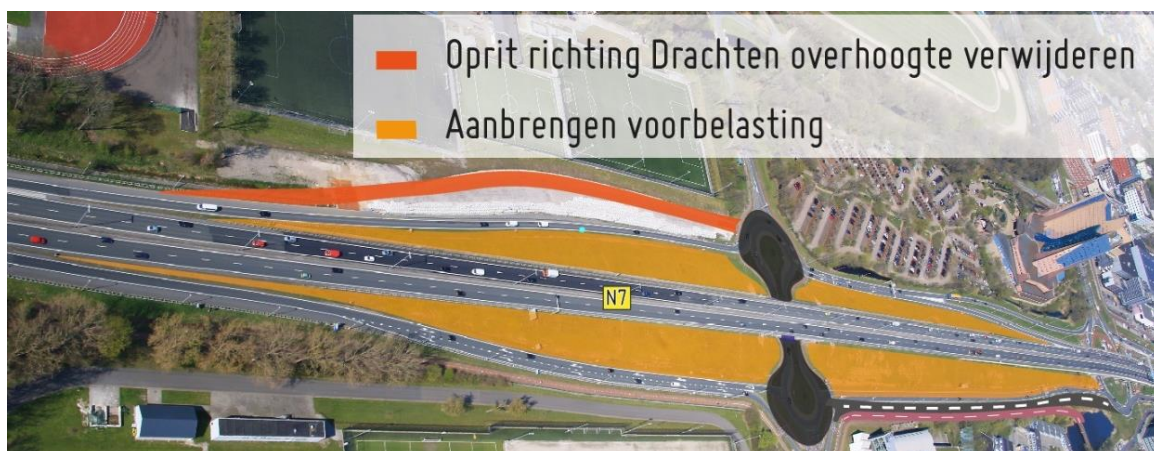 Oprit richting Drachten overhoogte verwijderen
Aanbrengen voorbelasting
N7